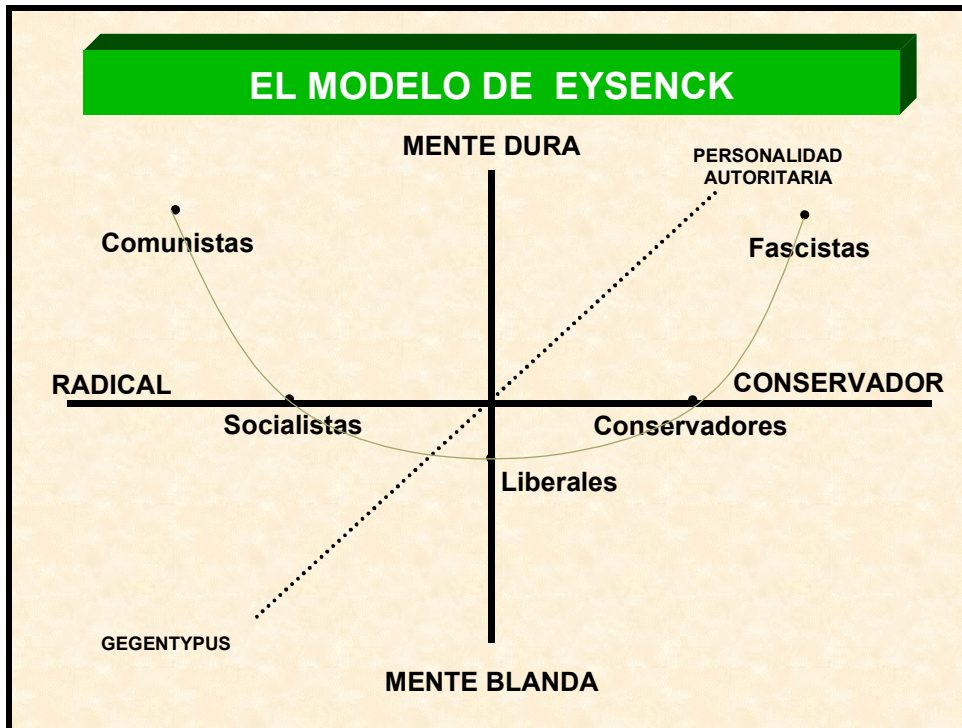 EL MODELO DE EYSENCK
MENTE DURA
PERSONALIDAD
AUTORITARIA
Comunistas
Fascistas
RADICAL
CONSERVADOR
Socialistas
Conservadores
Liberales
GEGENTYPUS
MENTE BLANDA